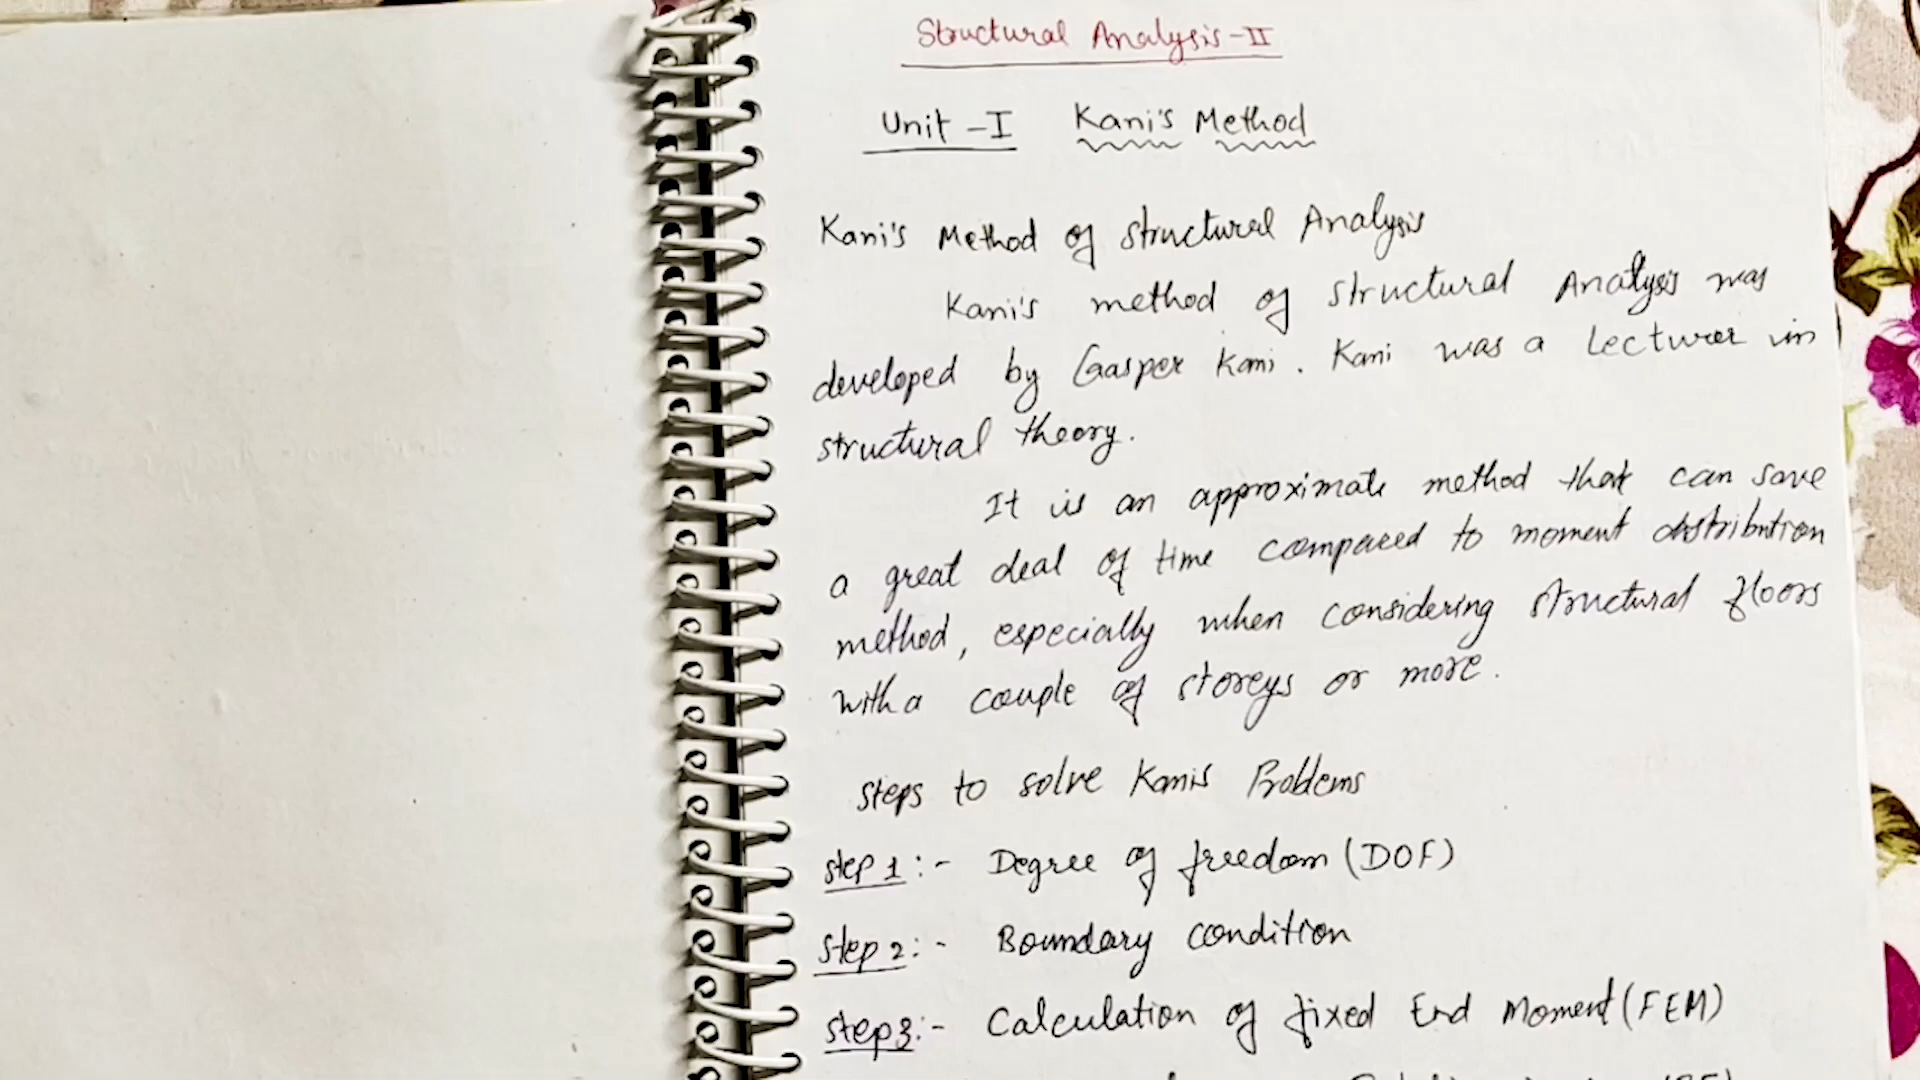 Structural Analysis-II
Unit-I Kani's Method
Kani's Method of structural Analysis
Kani's method of structural Analysis was
developed by Gasper Kani. Kani was a Lecturer in
structural theory.
It is an approximate method that can save
a great deal of time compared to moment distribution
method, especially when considering structural floors
with a couple of storeys or more.
steps to solve Kanis Problems
step 1:- Degree of freedom (DOF)
step 2:- Boundary condition
step 3:- Calculation of fixed End Moment (FEM)